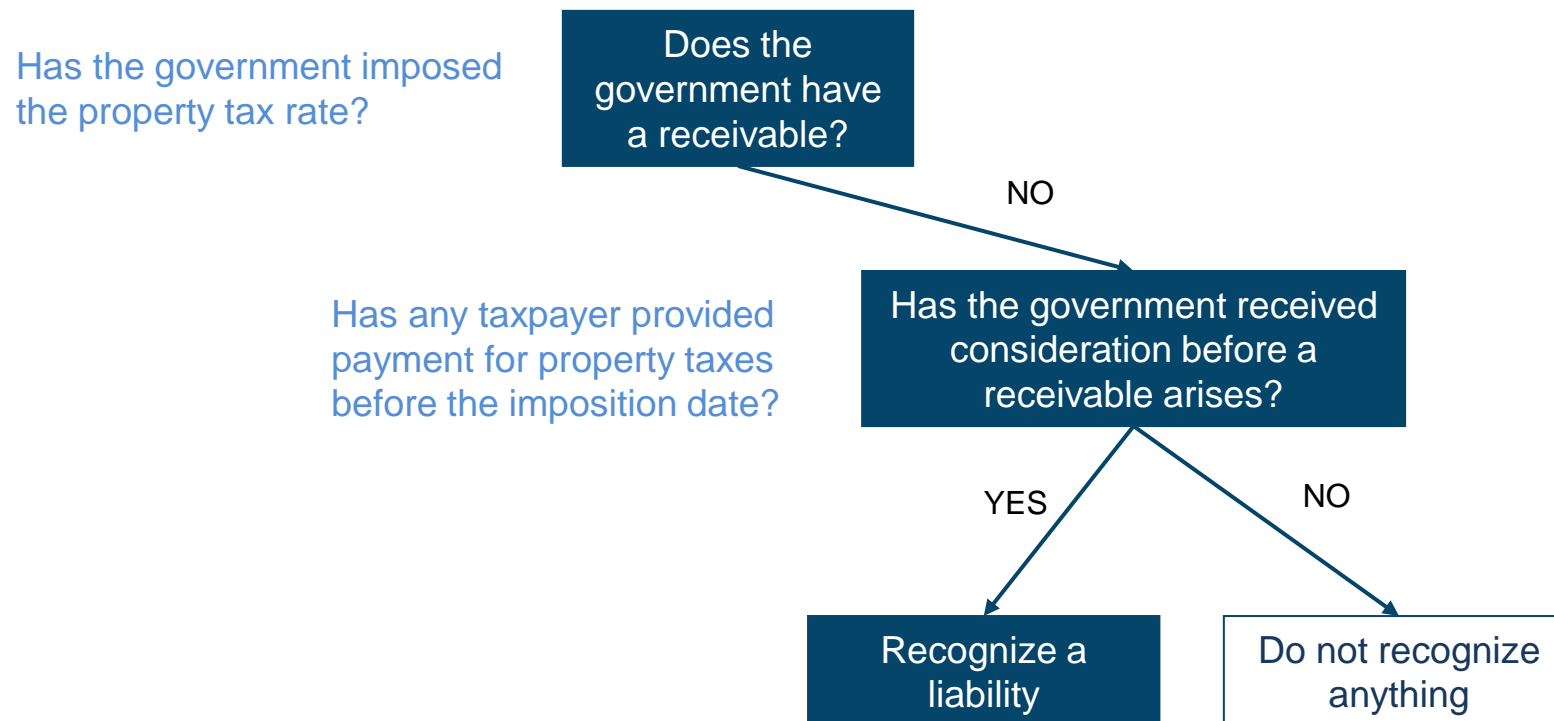 Has the government imposed
the property tax rate?
Does the
government have
a receivable?
NO
Has any taxpayer provided
payment for property taxes
before the imposition date?
Has the government received
consideration before a
receivable arises?
YES
NO
Recognize a
liability
Do not recognize
anything